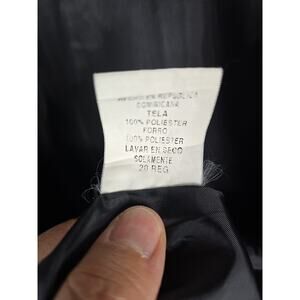 HECHO EN REPUBLICA
DOMINICANA
TELA
100% POLIESTER
FORRO
100% POLIESTER
LAVAR EN SECO
SOLAMENTE
20 REG